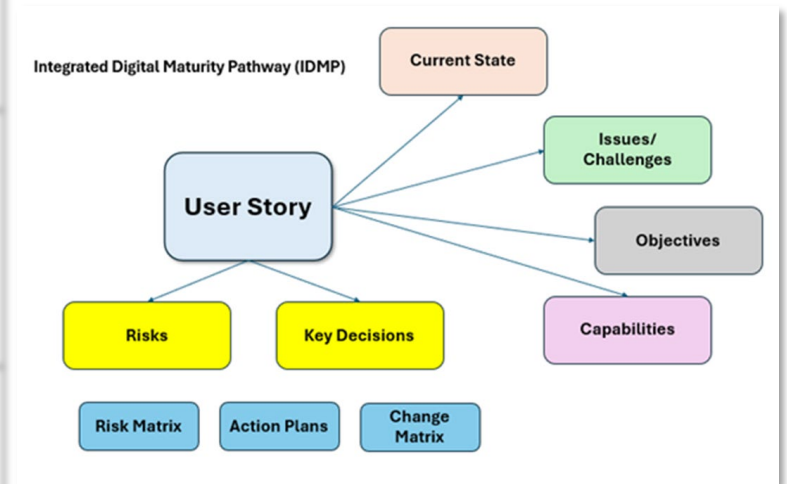 Integrated Digital Maturity Pathway (IDMP)
Current State
Issues/
Challenges
User Story
Objectives
Risks
Key Decisions
Capabilities
Risk Matrix
Action Plans
Change
Matrix